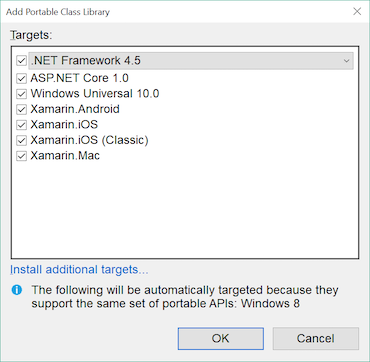 Add Portable Class Library
Targets:
.NET Framework 4.5
ASP.NET Core 1.0
Windows Universal 10.0
Xamarin.Android
Xamarin.iOS
Xamarin.iOS (Classic)
Xamarin.Mac
Install additional targets...
The following will be automatically targeted because they
support the same set of portable APIs: Windows 8
OK
Cancel